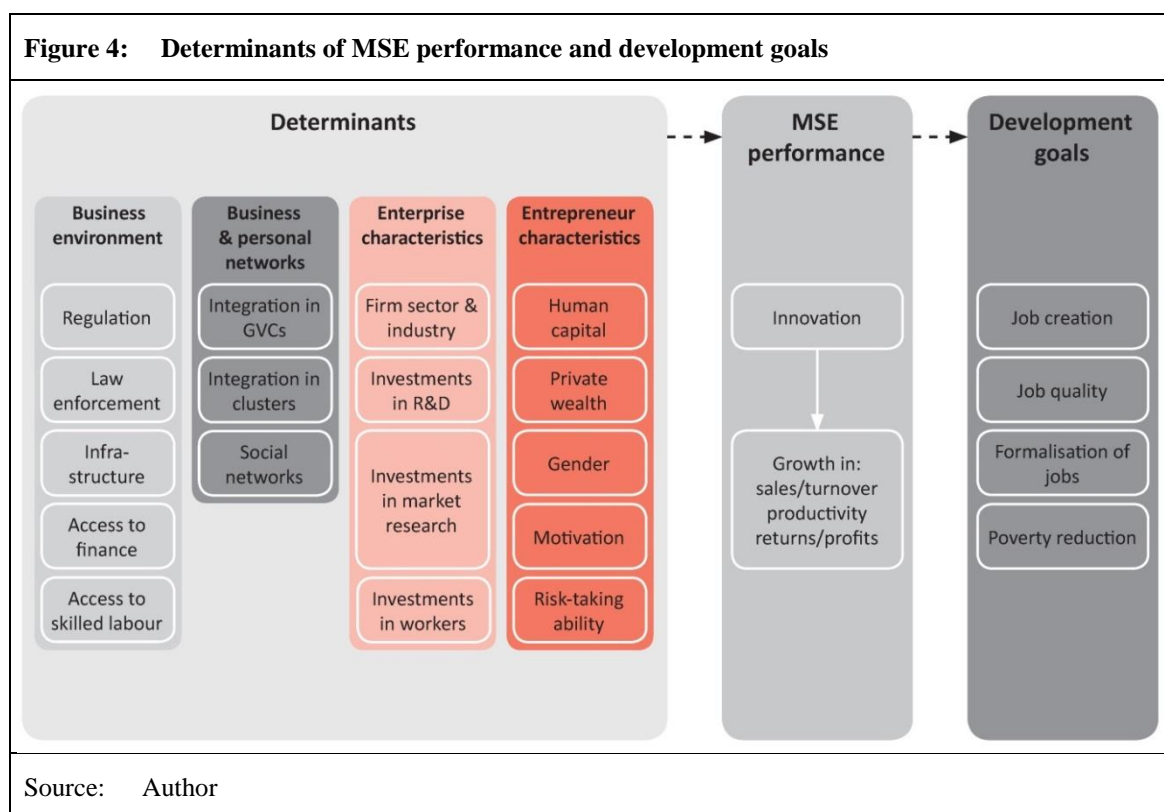 Figure 4: Determinants of MSE performance and development goals
Determinants
MSE
performance
Development
goals
Business
environment
Regulation
Law
enforcement
Infra-
structure
Access to
finance
Access to
skilled labour
Business
& personal
networks
Integration in
GVCs
Integration in
clusters
Social
networks
Enterprise
characteristics
Firm sector &
industry
Investments
in R&D
Investments
in market
research
Investments
in workers
Entrepreneur
characteristics
Human
capital
Private
wealth
Gender
Motivation
Risk-taking
ability
Innovation
Growth in:
sales/turnover
productivity
returns/profits
Job creation
Job quality
Formalisation of
jobs
Poverty reduction
Source: Author